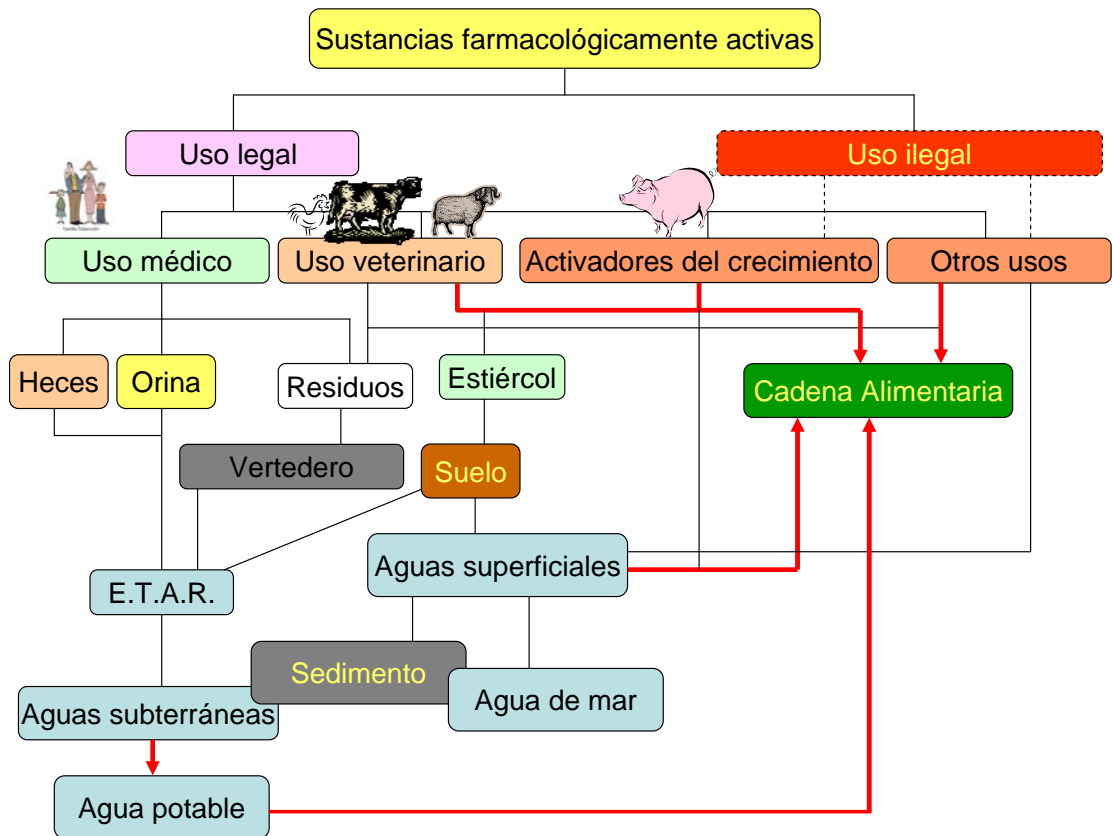 Sustancias farmacológicamente activas
Uso legal
Uso ilegal
Uso médico
Uso veterinario
Activadores del crecimiento
Otros usos
Heces
Orina
Residuos
Estiércol
Cadena Alimentaria
Vertedero
Suelo
Aguas superficiales
E.T.A.R.
Sedimento
Agua de mar
Aguas subterráneas
Agua potable